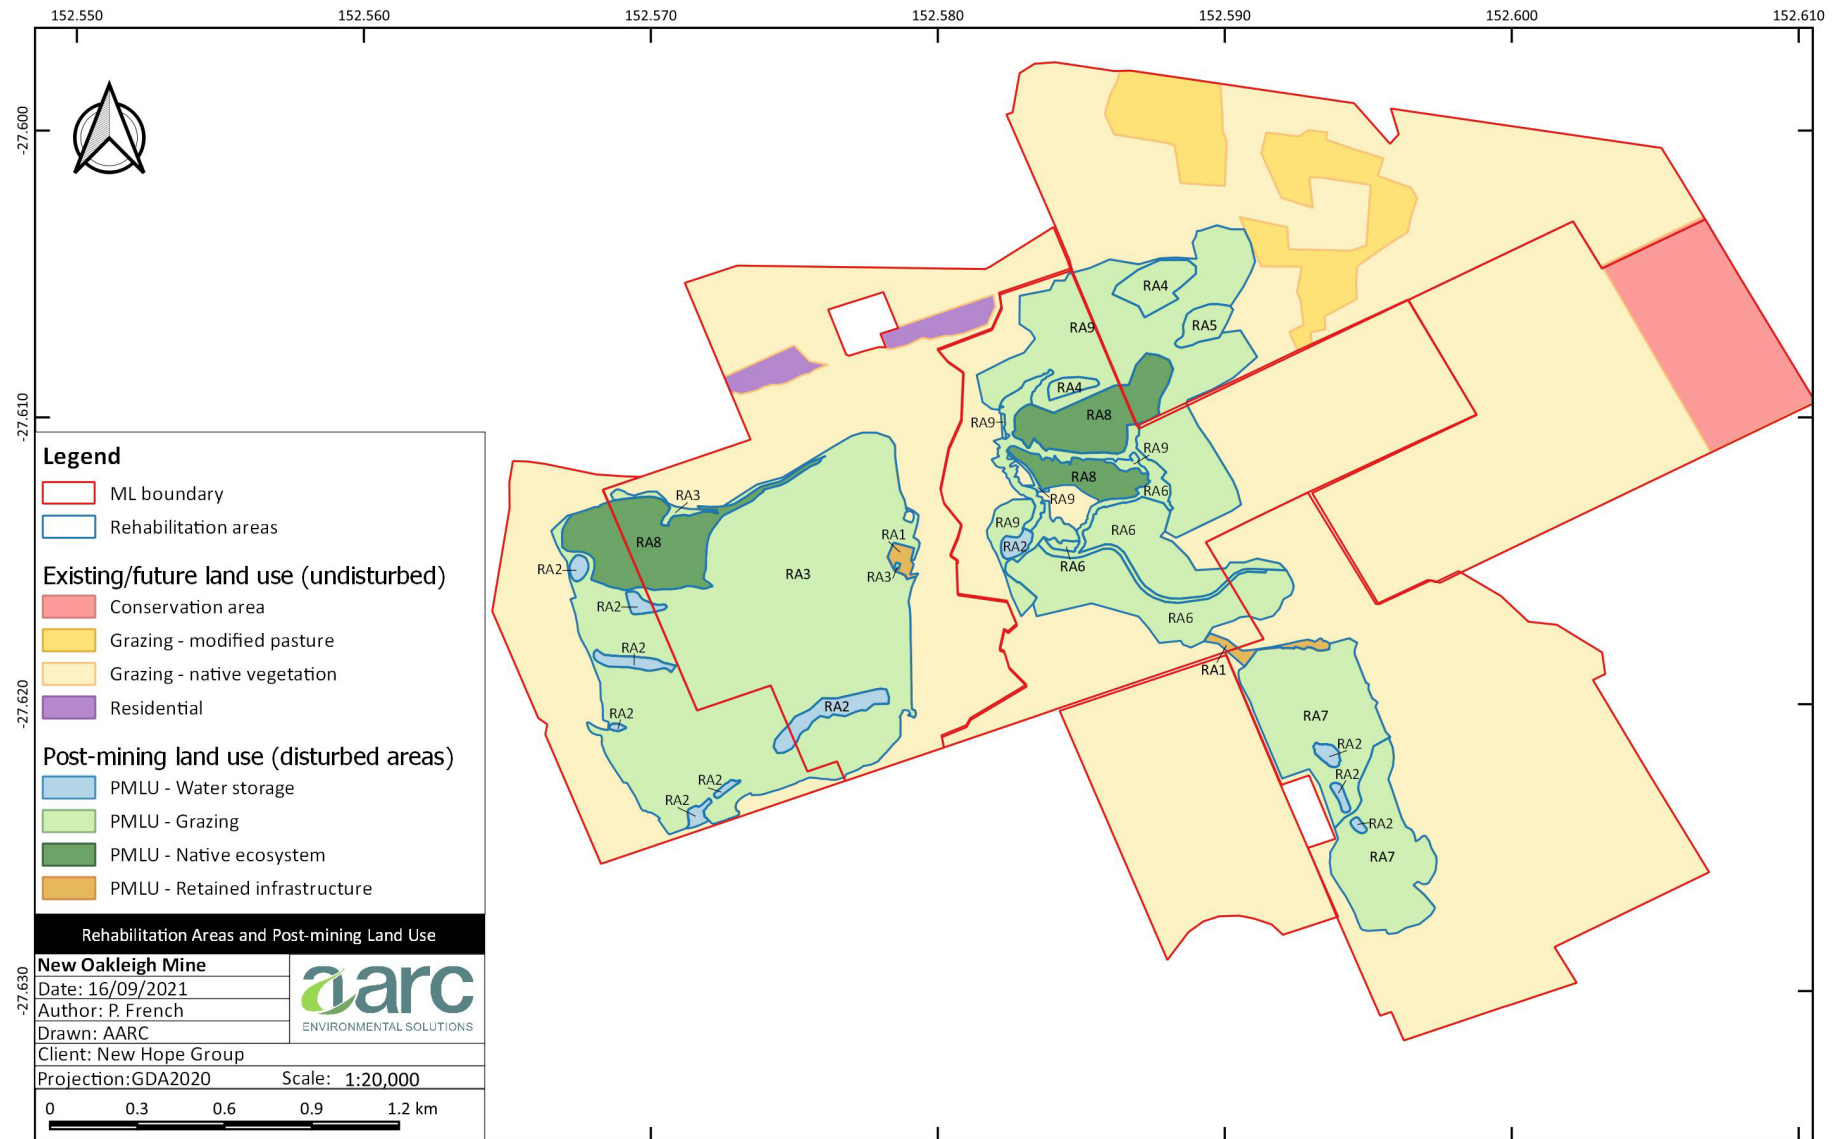 152.550
152.560
152.570
152.580
152.590
152.600
152.610
-27.600
-27.610
-27.620
-27.630
RA4
RA9
RA5
RA4
RA8
RA9
RA9
RA8
RA6
RA9
RA9
RA6
RA2
RA6
RA6
RA3
RA8
RA1
RA2
RA3
RA3
RA2
RA2
RA2
RA2
RA2
RA2
RA1
RA7
RA2
RA2
RA2
RA7
Legend
ML boundary
Rehabilitation areas
Existing/future land use (undisturbed)
Conservation area
Grazing - modified pasture
Grazing - native vegetation
Residential
Post-mining land use (disturbed areas)
PMLU - Water storage
PMLU - Grazing
PMLU - Native ecosystem
PMLU - Retained infrastructure
Rehabilitation Areas and Post-mining Land Use
New Oakleigh Mine
Date: 16/09/2021
Author: P. French
Drawn: AARC
aarc
ENVIRONMENTAL SOLUTIONS
Client: New Hope Group
Projection:GDA2020 Scale: 1:20,000
0 0.3 0.6 0.9 1.2 km